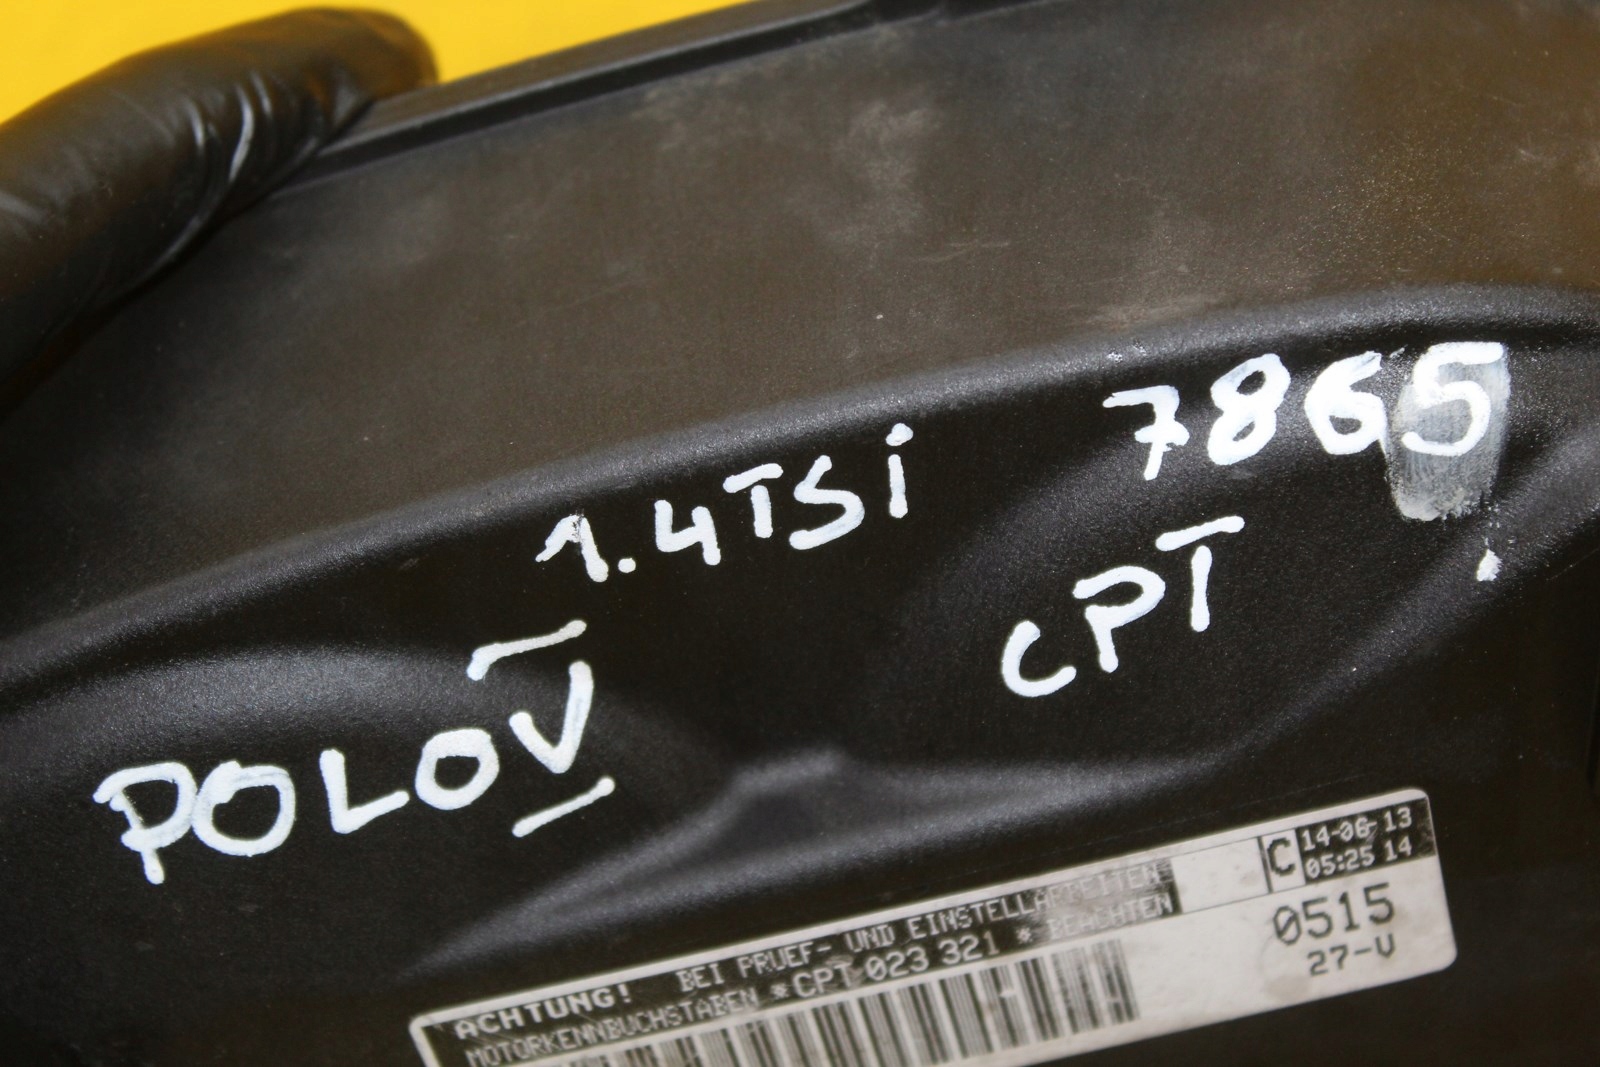 7865
1.4TSi
CPT
POLO V
C 14-06-13
05:25 14
ACHTUNG! BEI PRUEF- UND EINSTELLARBEITEN
MOTORKENNBUCHSTABEN *CPT 023 321 * BEACHTEN
0515
27-V